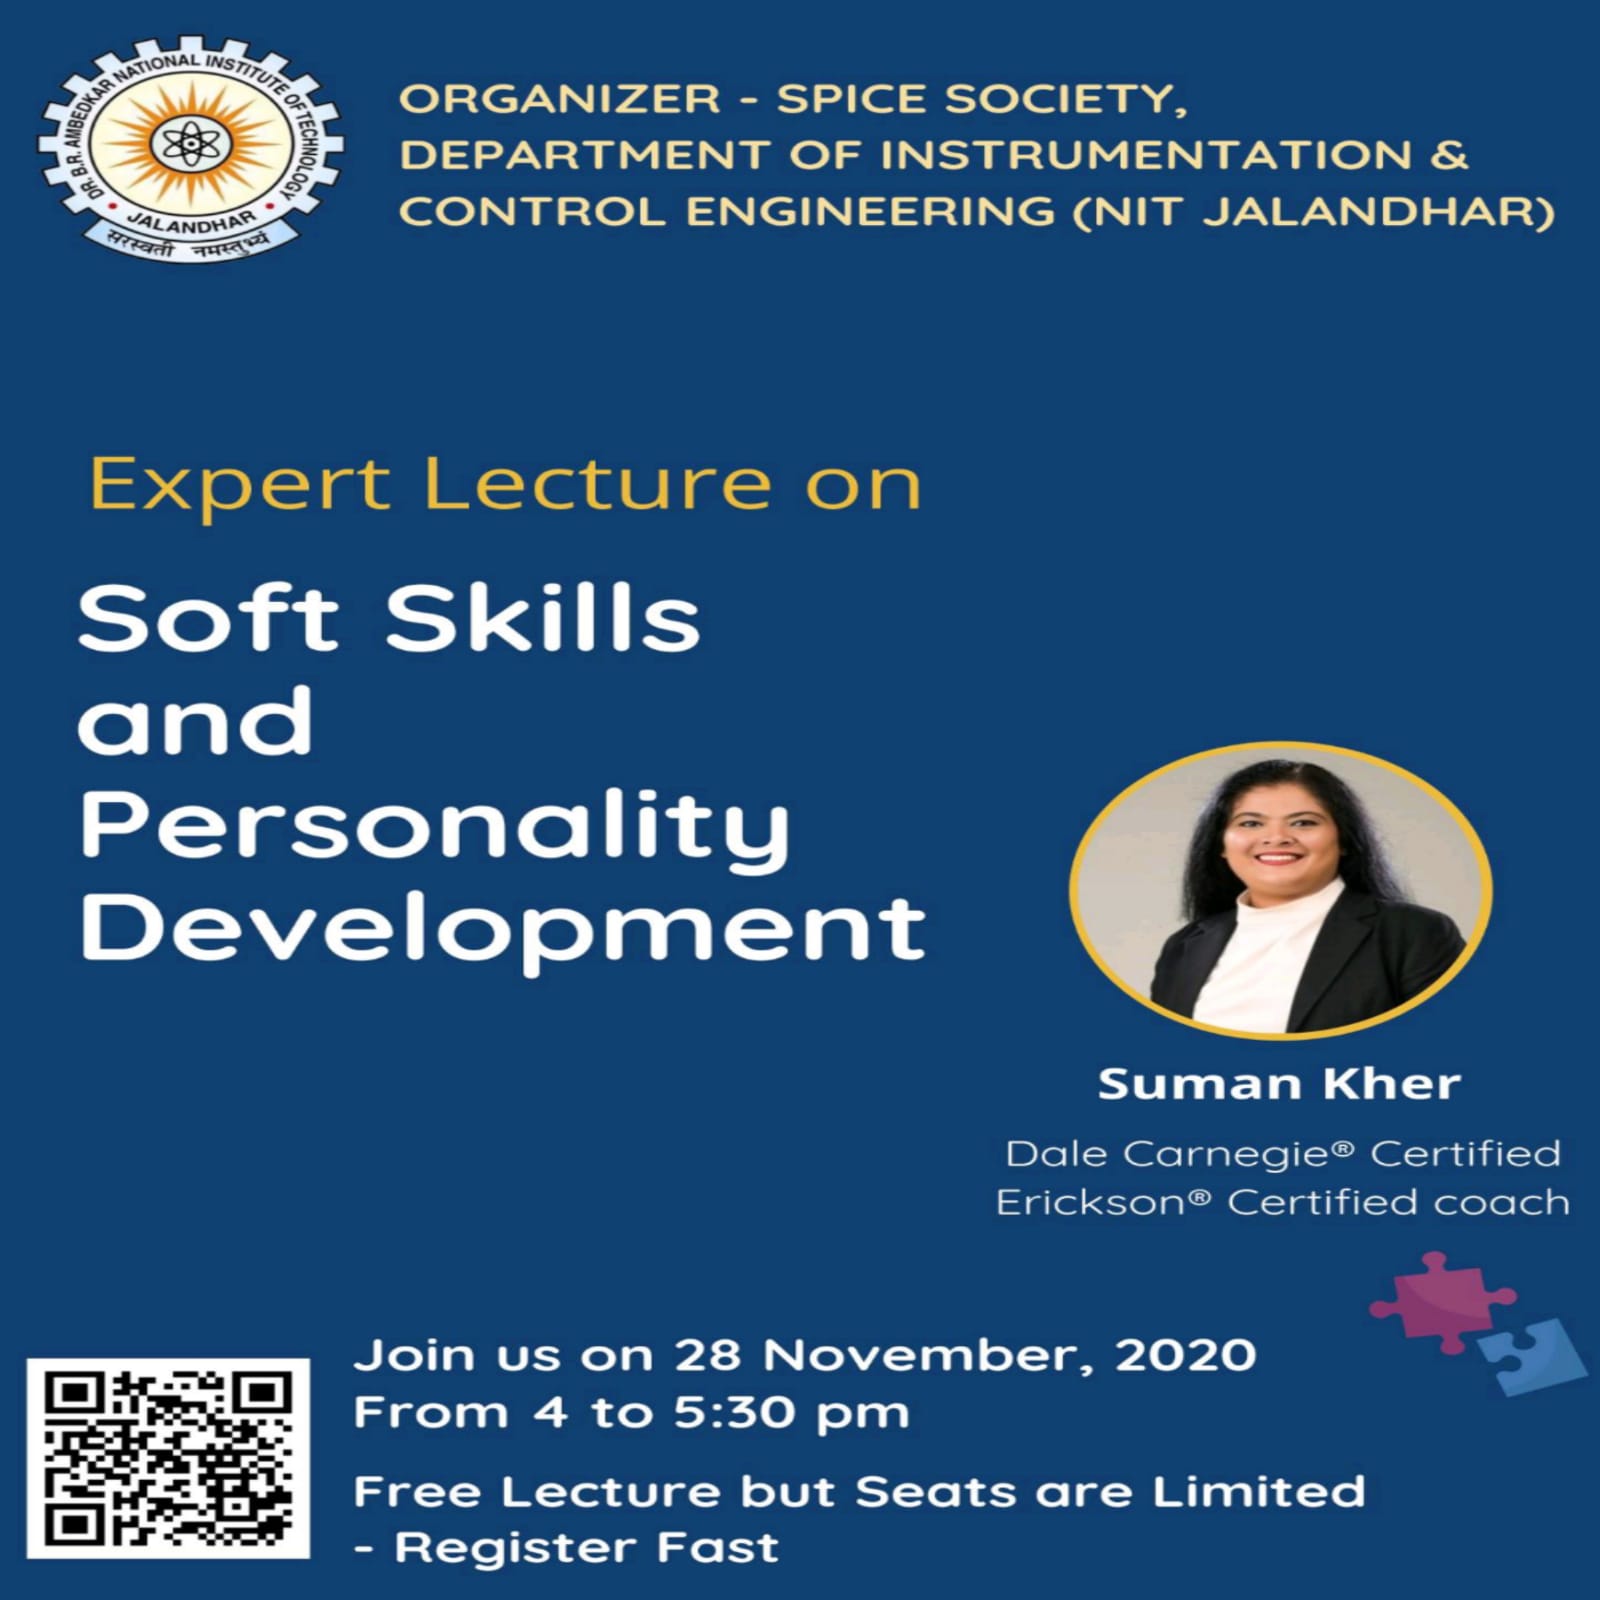 DR. B.R. AMBEDKAR NATIONAL INSTITUTE OF TECHNOLOGY
JALANDHAR
सरस्वती नमस्तुभ्यं
ORGANIZER - SPICE SOCIETY,
DEPARTMENT OF INSTRUMENTATION &
CONTROL ENGINEERING (NIT JALANDHAR)
Expert Lecture on
Soft Skills
and
Personality
Development
Suman Kher
Dale Carnegie® Certified
Erickson® Certified coach
Join us on 28 November, 2020
From 4 to 5:30 pm
Free Lecture but Seats are Limited
- Register Fast